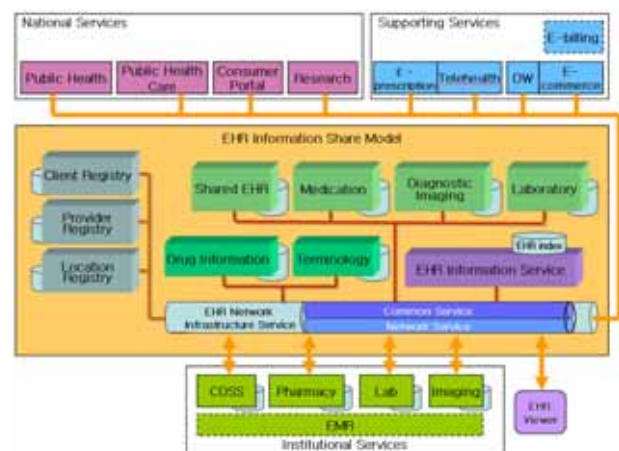 National Services
Supporting Services
E-billing
Public Health
Public Health
Care
Consumer
Portal
Research
E -
prescription
Telehealth
DW
E-
commerce
EHR Information Share Model
Client Registry
Provider
Registry
Location
Registry
Shared EHR
Medication
Diagnostic
Imaging
Laboratory
Drug Information
Terminology
EHR index
EHR Information Service
EHR Network
Infrastructure Service
Common Service
Network Service
CDSS
Pharmacy
Lab
Imaging
EMR
Institutional Services
EHR
Viewer